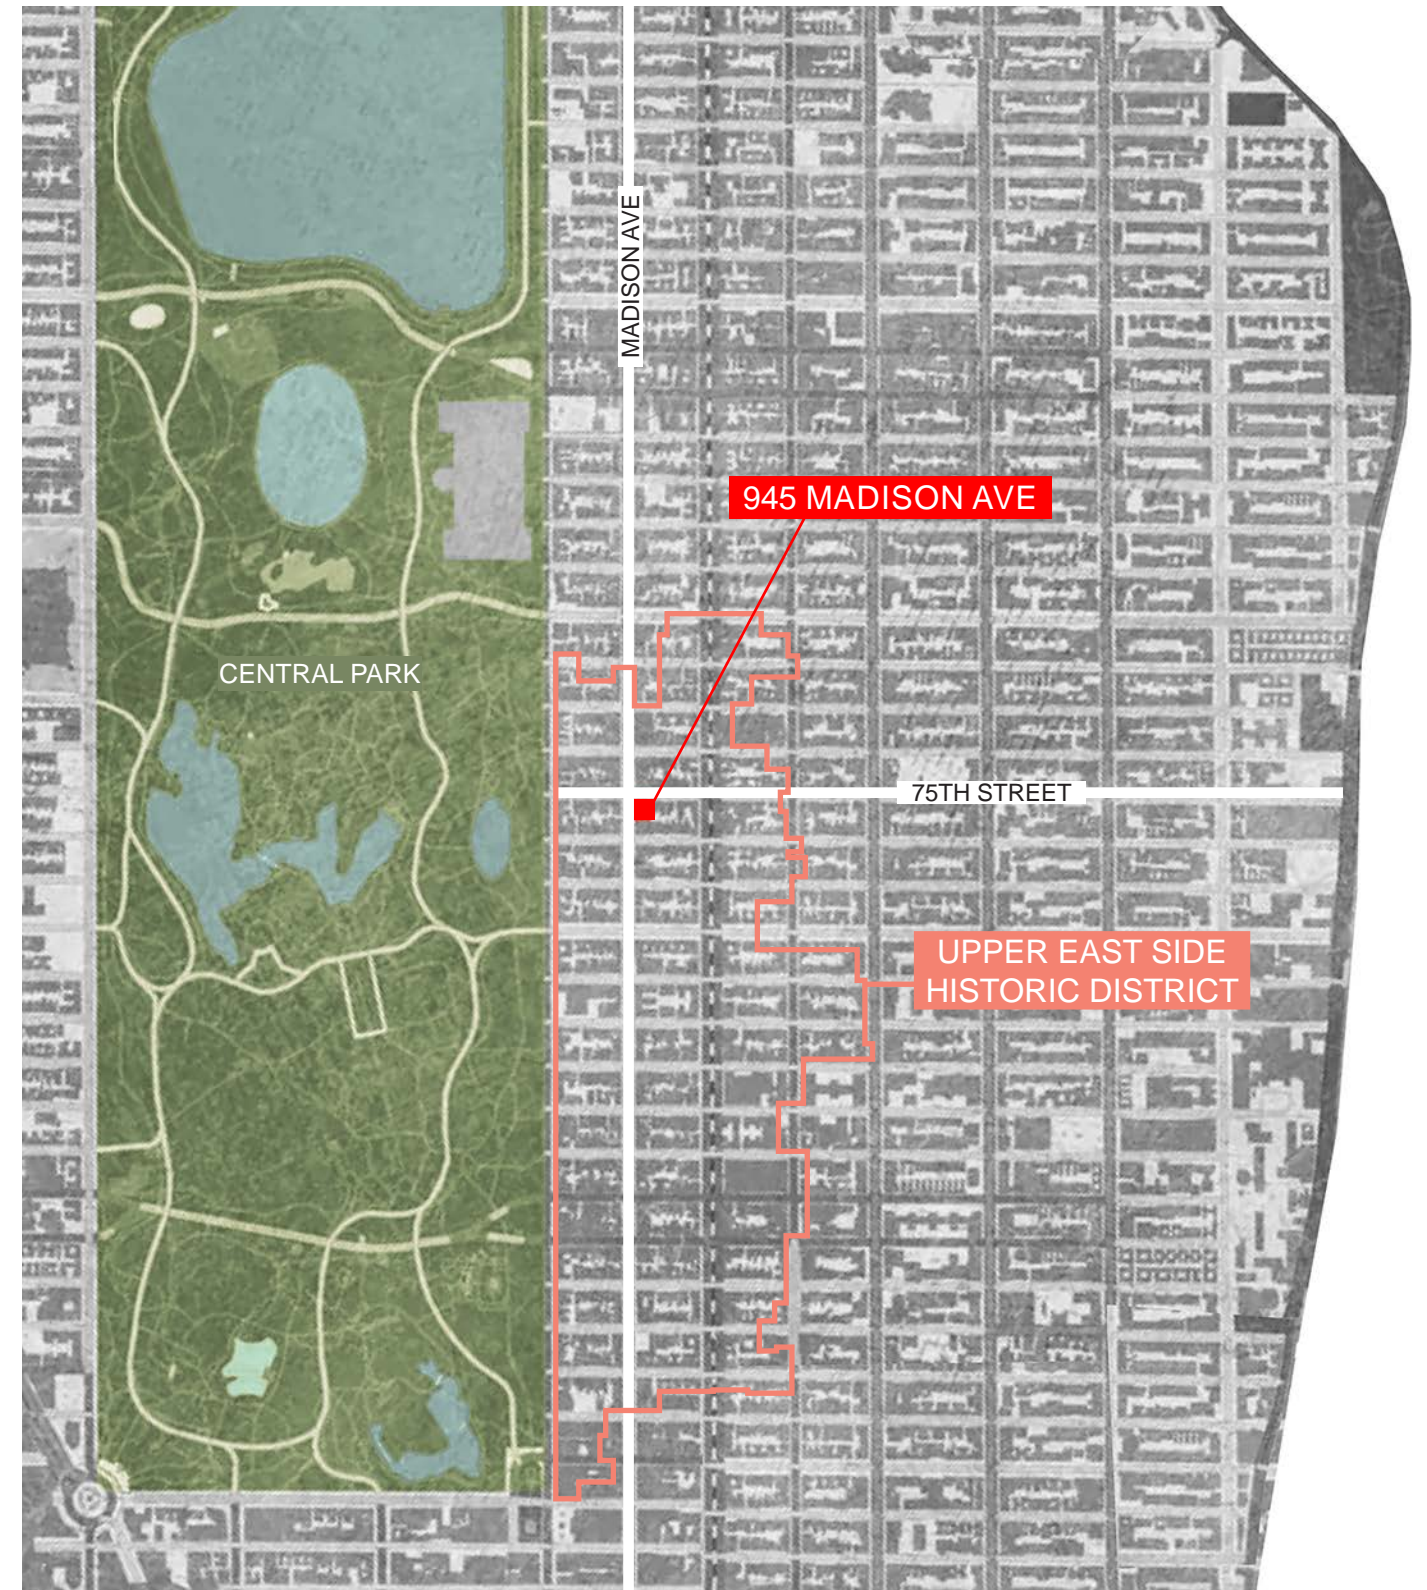 MADISON AVE
945 MADISON AVE
CENTRAL PARK
75TH STREET
UPPER EAST SIDE
HISTORIC DISTRICT